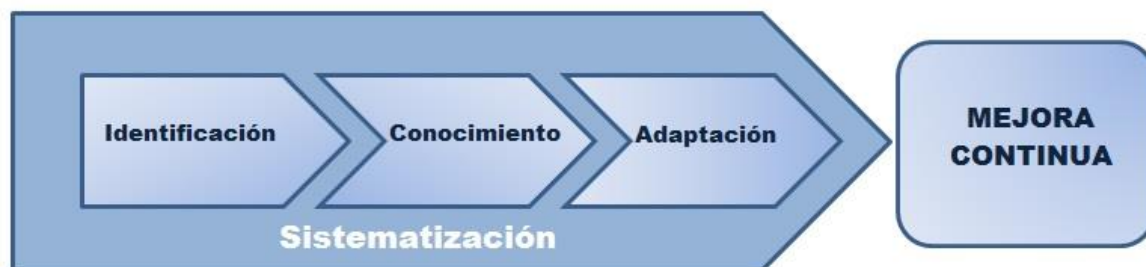 Identificación
Conocimiento
Adaptación
Sistematización
MEJORA
CONTINUA